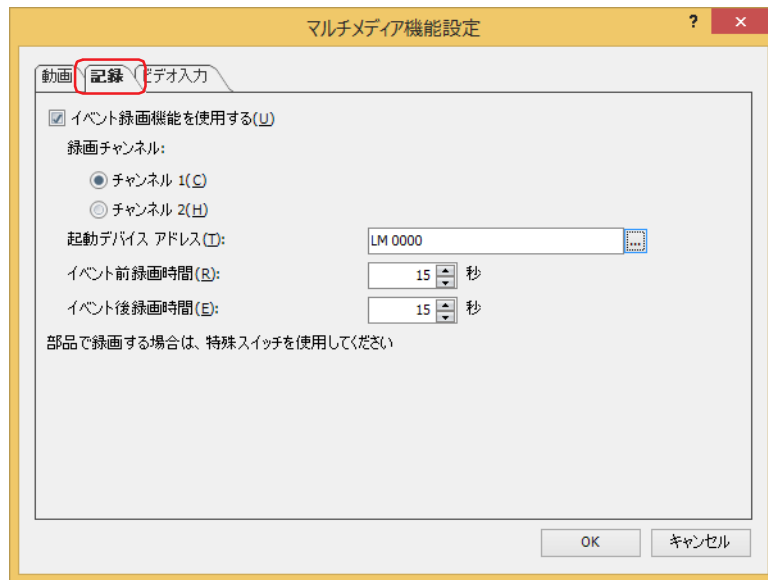 マルチメディア機能設定 ? ×
動画 記録 ビデオ入力
イベント録画機能を使用する(U)
録画チャンネル:
チャンネル 1(C)
チャンネル 2(H)
起動デバイス アドレス(T): LM 0000 ...
イベント前録画時間(R): 15 秒
イベント後録画時間(E): 15 秒
部品で録画する場合は、特殊スイッチを使用してください
OK キャンセル